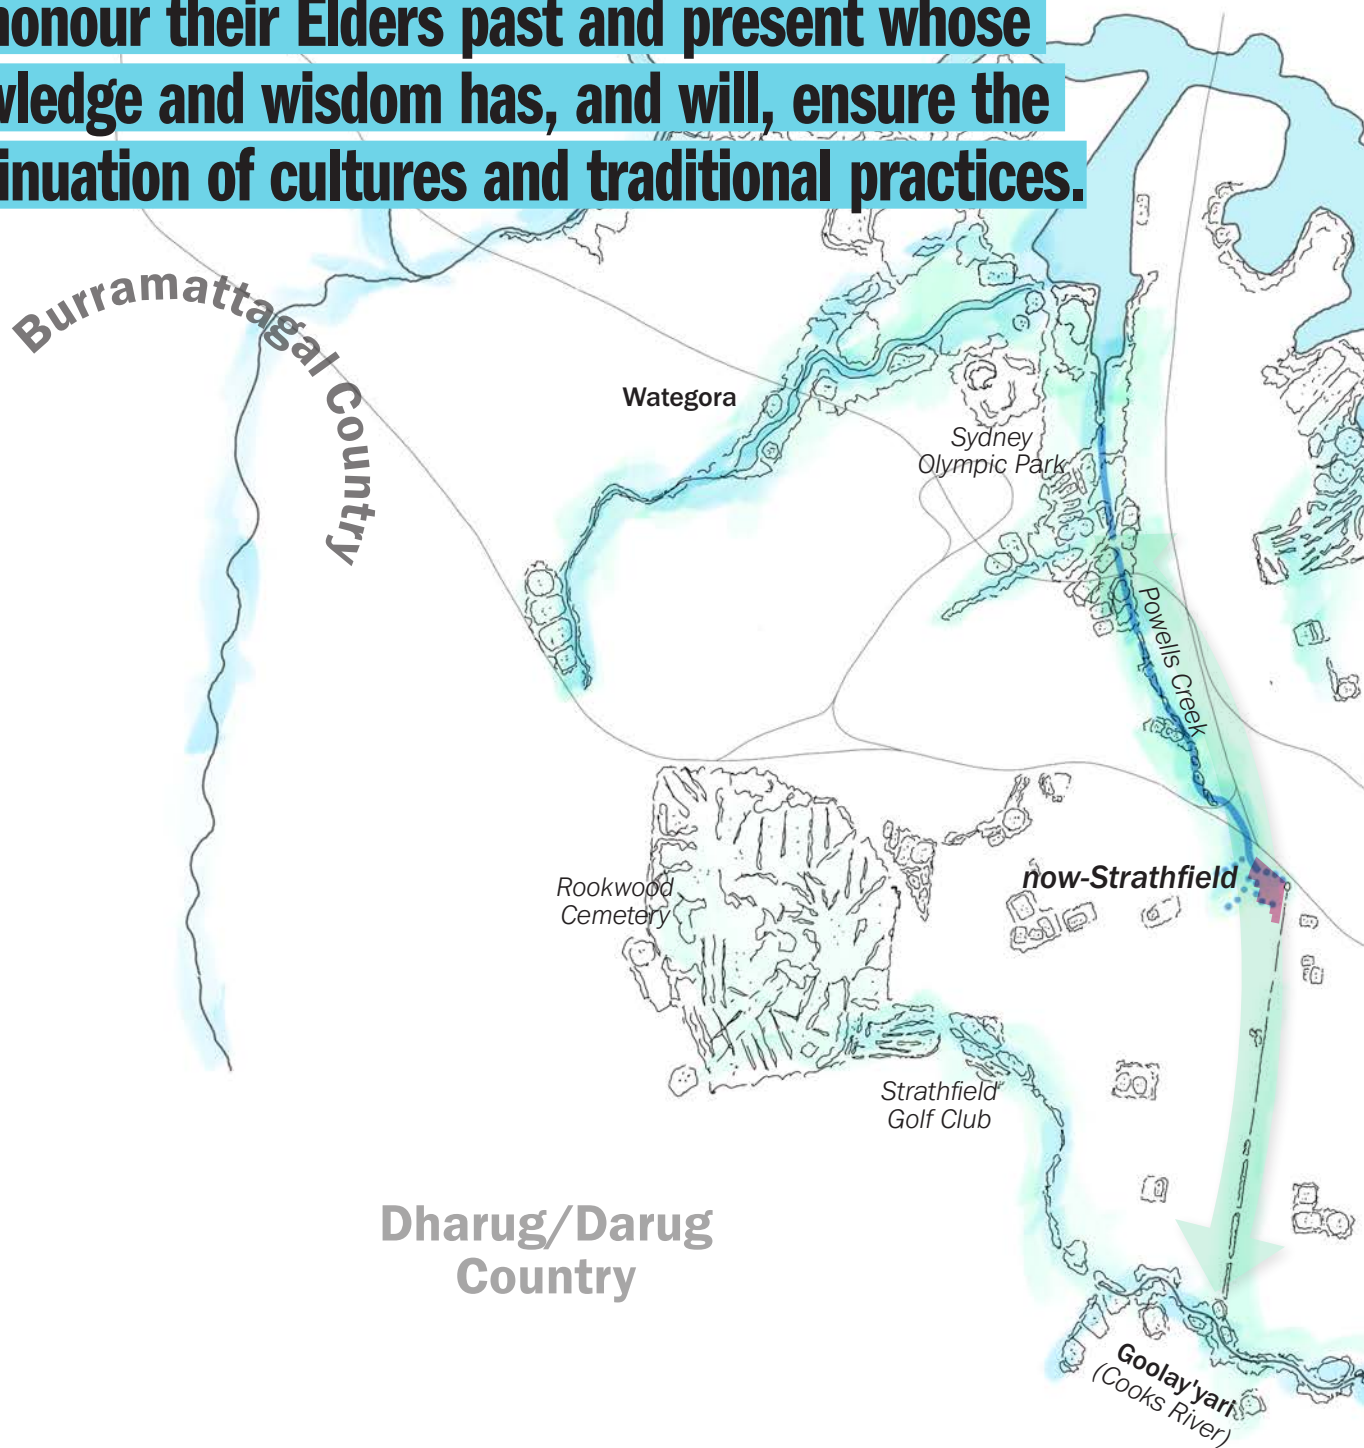 honour their Elders past and present whose
wledge and wisdom has, and will, ensure the
inuation of cultures and traditional practices.
Burramattagal Country
Wategora
Sydney
Olympic Park
Powells Creek
now-Strathfield
Rookwood
Cemetery
Strathfield
Golf Club
Dharug/Darug
Country
Goolay'yari
(Cooks River)